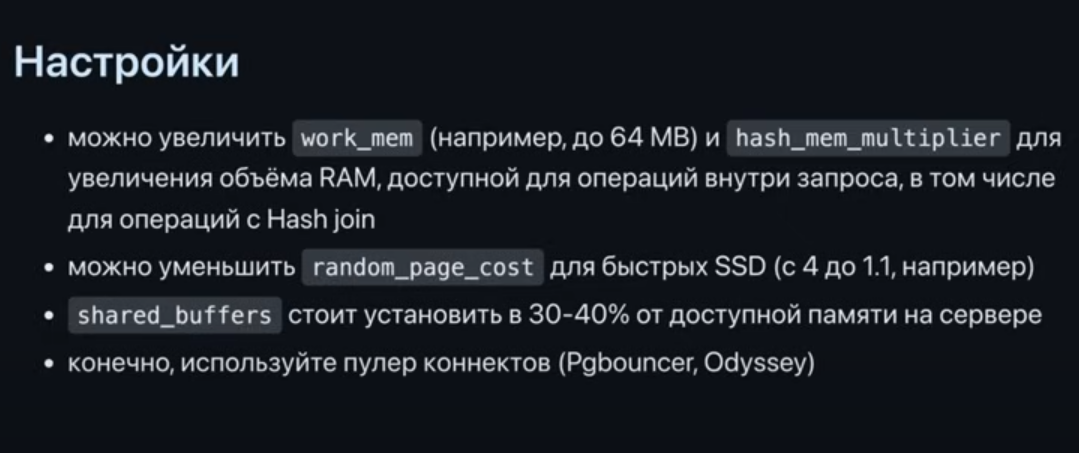 Настройки
• можно увеличить work_mem (например, до 64 MB) и hash_mem_multiplier для
увеличения объёма RAM, доступной для операций внутри запроса, в том числе
для операций с Hash join
• можно уменьшить random_page_cost для быстрых SSD (с 4 до 1.1, например)
• shared_buffers стоит установить в 30-40% от доступной памяти на сервере
• конечно, используйте пулер коннектов (Pgbouncer, Odyssey)